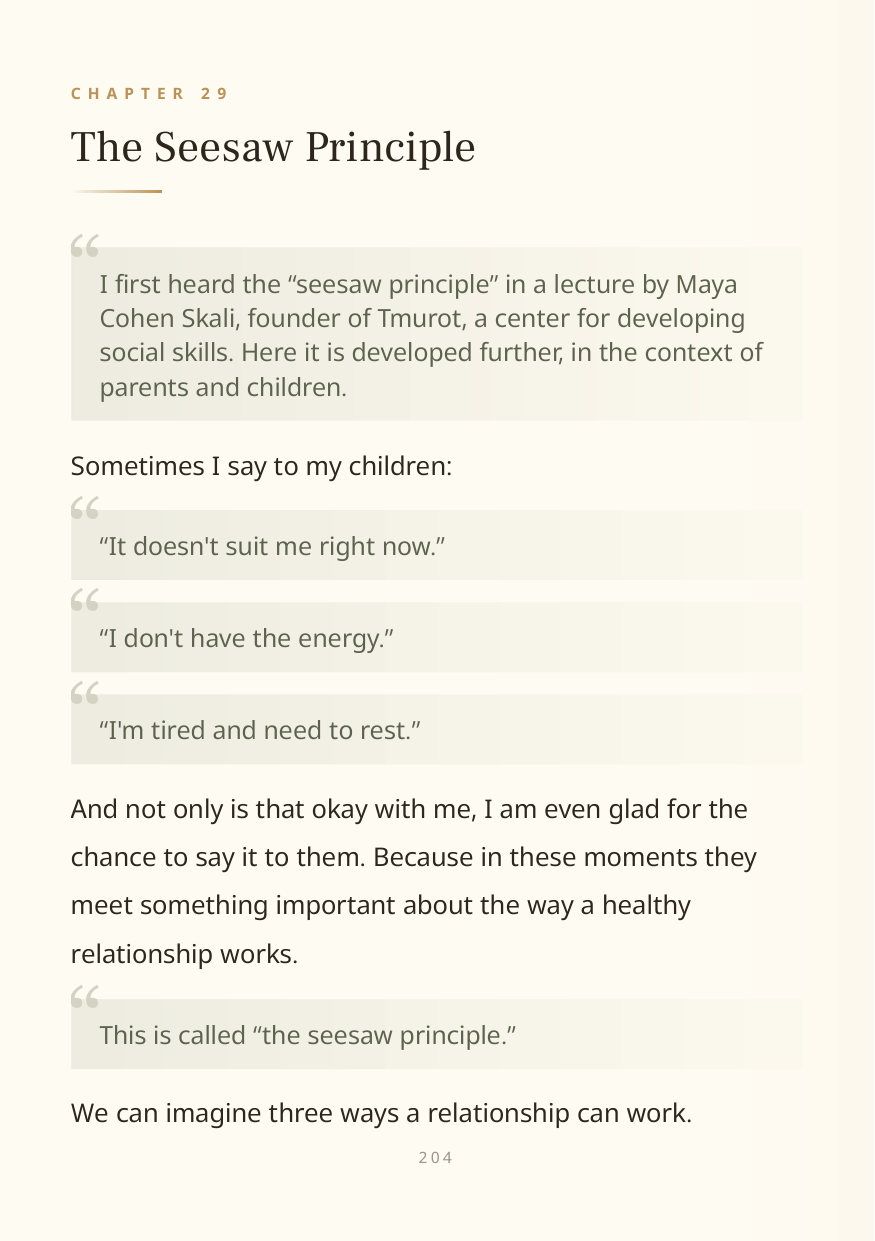 CHAPTER 29
The Seesaw Principle
“
I first heard the “seesaw principle” in a lecture by Maya
Cohen Skali, founder of Tmurot, a center for developing
social skills. Here it is developed further, in the context of
parents and children.
Sometimes I say to my children:
“
“It doesn't suit me right now.”
“
“I don't have the energy.”
“
“I'm tired and need to rest.”
And not only is that okay with me, I am even glad for the
chance to say it to them. Because in these moments they
meet something important about the way a healthy
relationship works.
“
This is called “the seesaw principle.”
We can imagine three ways a relationship can work.
204